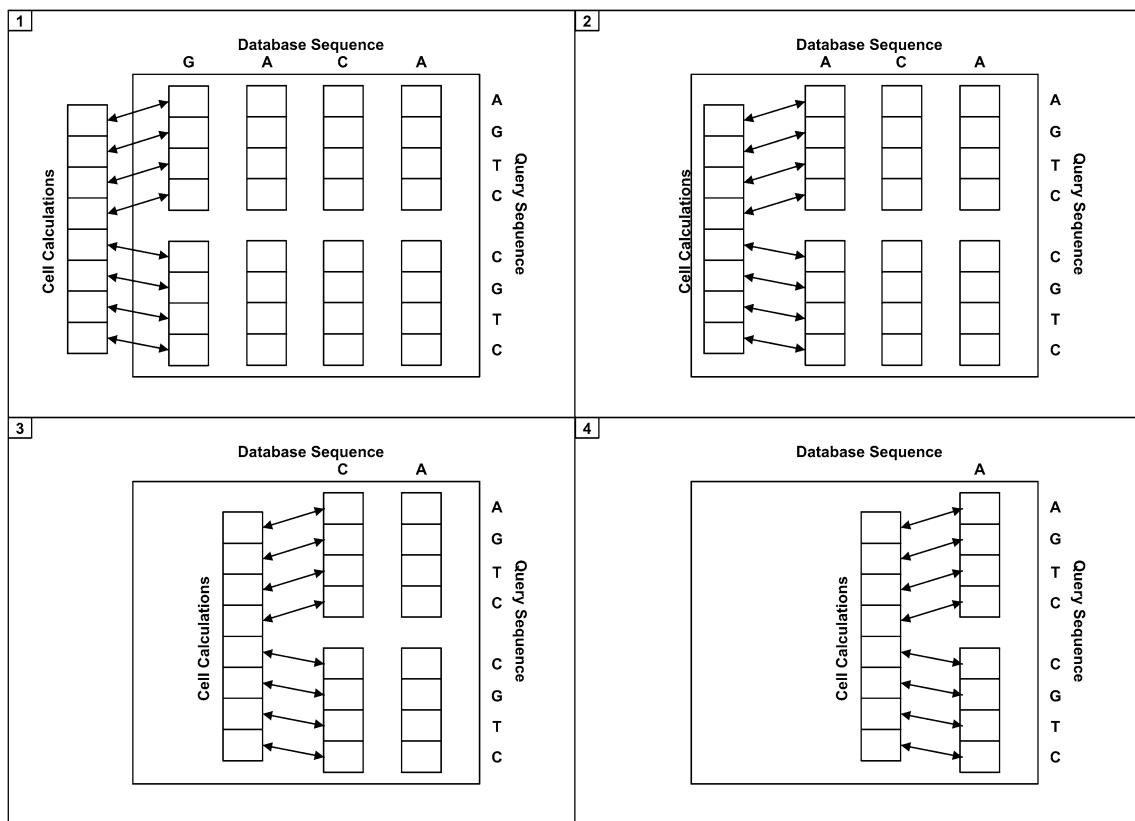 1
Database Sequence
G A C A
A
G
T
C
C
G
T
C
Cell Calculations
Query Sequence
2
Database Sequence
A C A
A
G
T
C
C
G
T
C
Cell Calculations
Query Sequence
3
Database Sequence
C A
A
G
T
C
C
G
T
C
Cell Calculations
Query Sequence
4
Database Sequence
A
A
G
T
C
C
G
T
C
Cell Calculations
Query Sequence